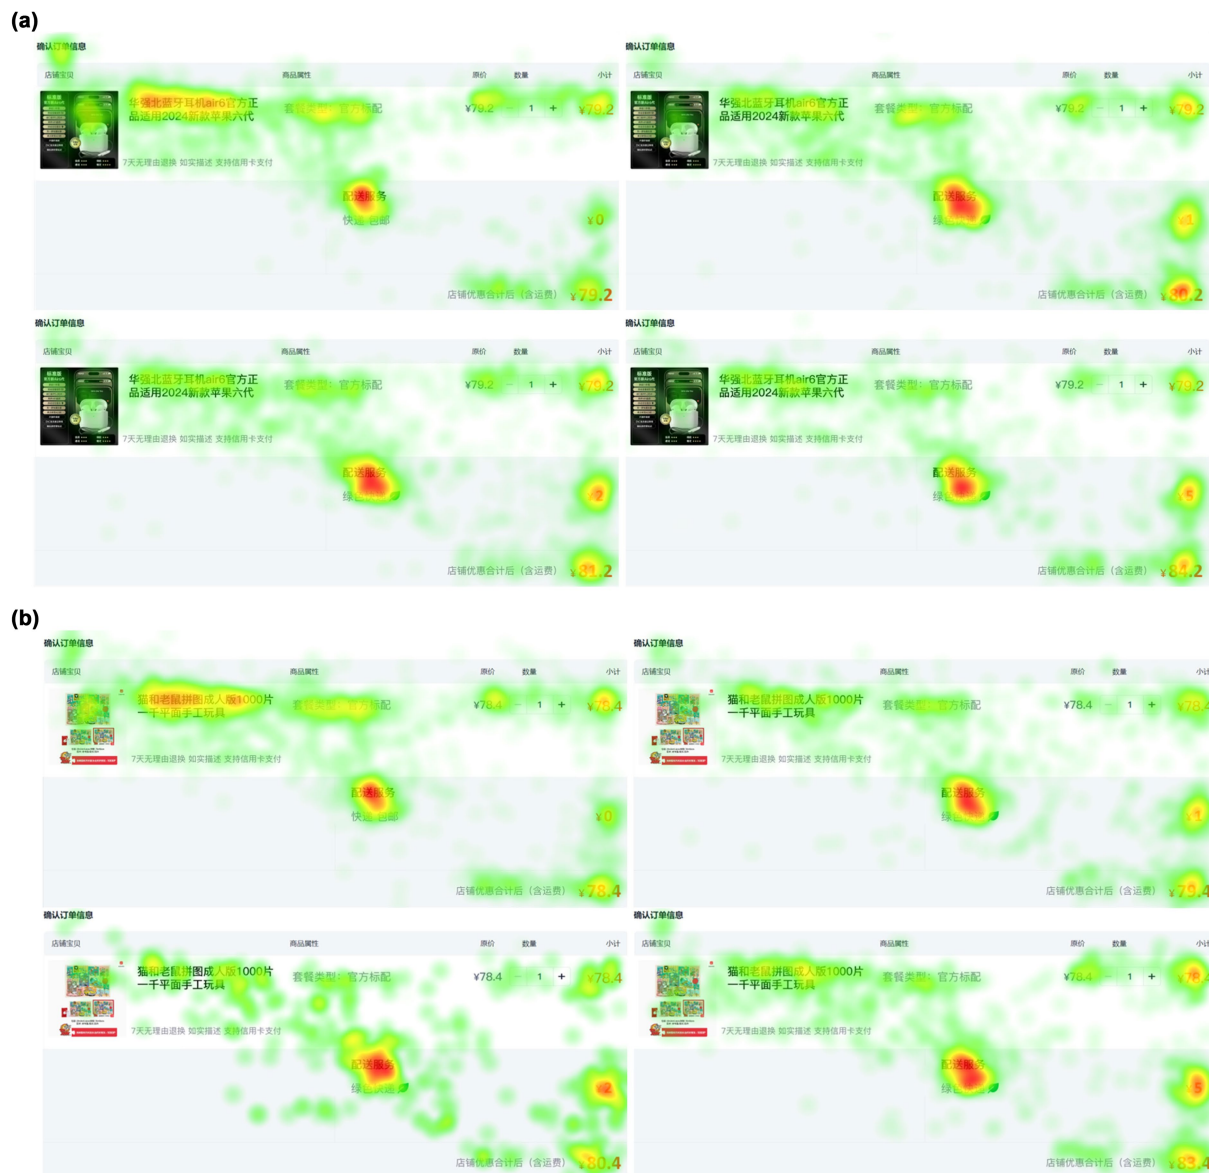 (a)
确认订单信息
店铺宝贝 商品属性 原价 数量 小计
标准版
华强北蓝牙耳机air6官方正
品适用2024新款苹果六代
套餐类型：官方标配 ¥79.2 − 1 + ¥79.2
7天无理由退换 如实描述 支持信用卡支付
配送服务
快速 包邮 ¥0
店铺优惠合计后（含运费） ¥79.2
确认订单信息
店铺宝贝 商品属性 原价 数量 小计
标准版
华强北蓝牙耳机air6官方正
品适用2024新款苹果六代
套餐类型：官方标配 ¥79.2 − 1 + ¥79.2
7天无理由退换 如实描述 支持信用卡支付
配送服务
绿色 ¥1
店铺优惠合计后（含运费） ¥80.2
确认订单信息
店铺宝贝 商品属性 原价 数量 小计
标准版
华强北蓝牙耳机air6官方正
品适用2024新款苹果六代
套餐类型：官方标配 ¥79.2 − 1 + ¥79.2
7天无理由退换 如实描述 支持信用卡支付
配送服务
绿色 2
店铺优惠合计后（含运费） ¥81.2
确认订单信息
店铺宝贝 商品属性 原价 数量 小计
标准版
华强北蓝牙耳机air6官方正
品适用2024新款苹果六代
套餐类型：官方标配 ¥79.2 − 1 + ¥79.2
7天无理由退换 如实描述 支持信用卡支付
配送服务
绿色 ¥5
店铺优惠合计后（含运费） ¥84.2
(b)
确认订单信息
店铺宝贝 商品属性 原价 数量 小计
猫和老鼠拼图成人版1000片
一千平面手工玩具
套餐类型：官方标配 ¥78.4 − 1 + ¥78.4
7天无理由退换 如实描述 支持信用卡支付
配送服务
快速 包邮 ¥0
店铺优惠合计后（含运费） ¥78.4
确认订单信息
店铺宝贝 商品属性 原价 数量 小计
猫和老鼠拼图成人版1000片
一千平面手工玩具
套餐类型：官方标配 ¥78.4 − 1 + ¥78.4
7天无理由退换 如实描述 支持信用卡支付
配送服务
绿色 ¥1
店铺优惠合计后（含运费） ¥79.4
确认订单信息
店铺宝贝 商品属性 原价 数量 小计
猫和老鼠拼图成人版1000片
一千平面手工玩具
套餐类型：官方标配 ¥78.4 − 1 + ¥78.4
7天无理由退换 如实描述 支持信用卡支付
配送服务
绿色快递 2
店铺优惠合计后（含运费） ¥80.4
确认订单信息
店铺宝贝 商品属性 原价 数量 小计
猫和老鼠拼图成人版1000片
一千平面手工玩具
套餐类型：官方标配 ¥78.4 − 1 + ¥78.4
7天无理由退换 如实描述 支持信用卡支付
配送服务
绿色 ¥5
店铺优惠合计后（含运费） ¥83.4